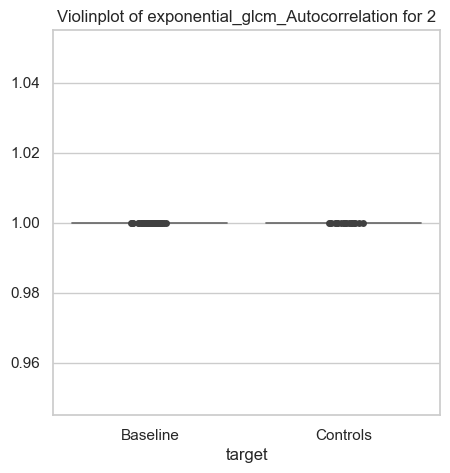 Violinplot of exponential_glcm_Autocorrelation for 2
1.04
1.02
1.00
0.98
0.96
Baseline Controls
target